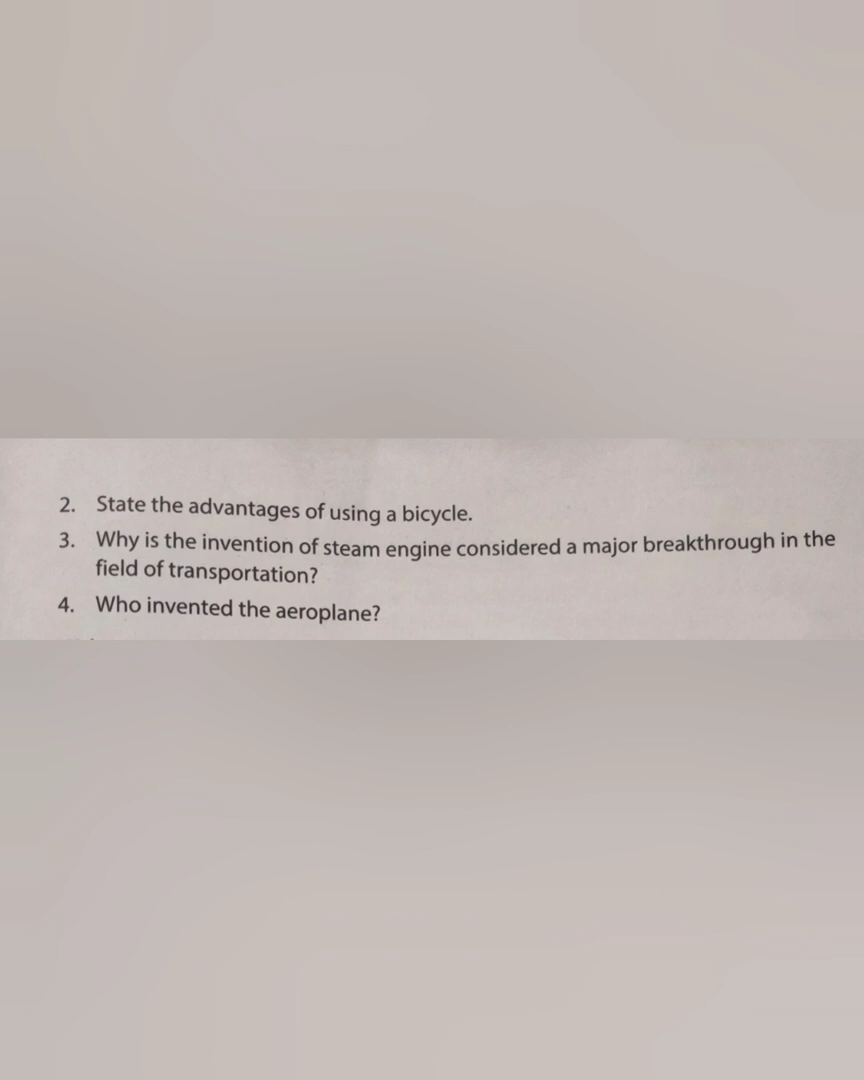 2. State the advantages of using a bicycle.
3. Why is the invention of steam engine considered a major breakthrough in the
field of transportation?
4. Who invented the aeroplane?